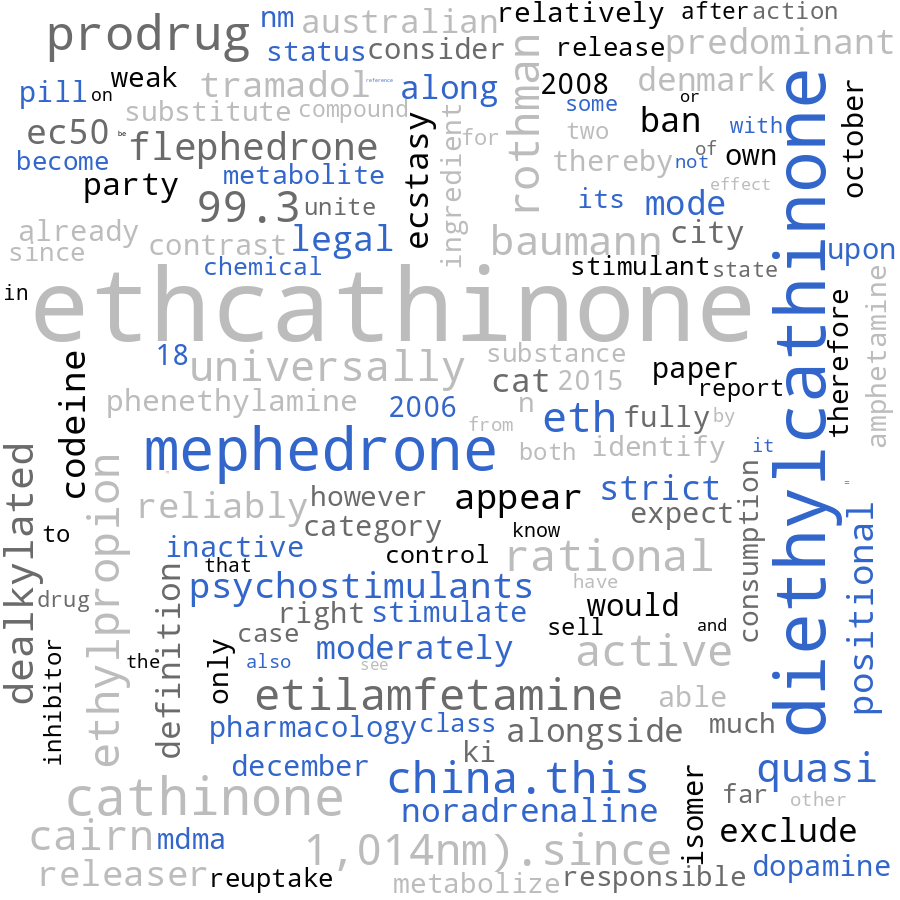 prodrug
nm
australian
relatively
after
action
status
consider
release
predominant
weak
pill
on
tramadol
reference
along
2008
denmark
substitute
compound
some
or
ban
with
ec50
be
flephedrone
ecstasy
ingredient
for
rothman
two
of
become
party
metabolite
thereby
not
own
october
diethylcathinone
99.3
unite
its
mode
effect
already
since
contrast
legal
baumann
city
upon
chemical
stimulant
state
in
ethcathinone
therefore
amphetamine
18
universally
substance
paper
codeine
cat
2015
report
phenethylamine
2006
n
from
eth
fully
by
mephedrone
both
identify
it
dealkylated
ethylpropion
reliably
however
appear
strict
expect
consumption
positional
to
category
know
inactive
that
control
rational
drug
definition
psychostimulants
have
right
stimulate
would
inhibitor
case
only
sell
and
the
also
see
moderately
active
etilamfetamine
able
pharmacology
class
alongside
much
ki
december
china.this
quasi
cathinone
noradrenaline
isomer
far
other
cairn
mdma
1,014nm).since
exclude
releaser
reuptake
metabolize
responsible
dopamine